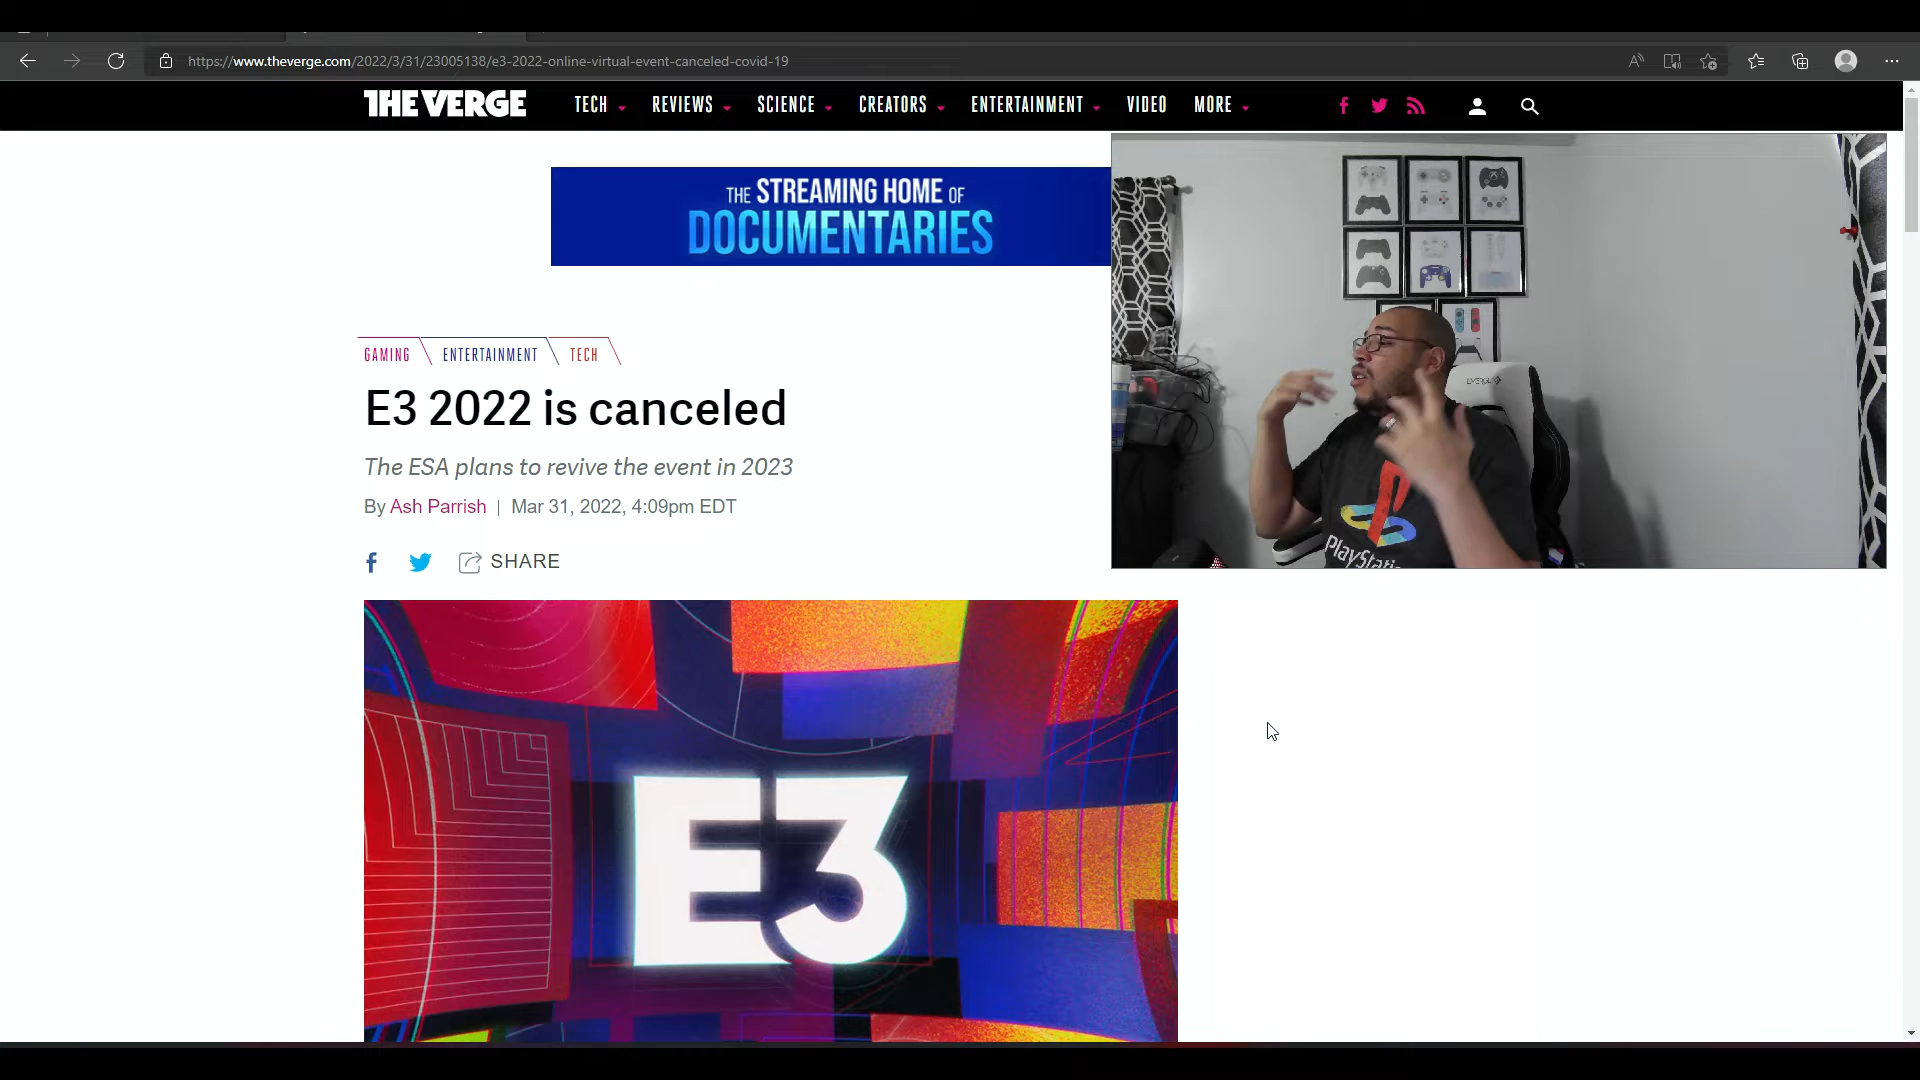 https://www.theverge.com/2022/3/31/23005138/e3-2022-online-virtual-event-canceled-covid-19
THE VERGE TECH REVIEWS SCIENCE CREATORS ENTERTAINMENT VIDEO MORE
THE STREAMING HOME OF
DOCUMENTARIES
GAMING ENTERTAINMENT TECH
E3 2022 is canceled
The ESA plans to revive the event in 2023
By Ash Parrish | Mar 31, 2022, 4:09pm EDT
SHARE
PlayStati
E3